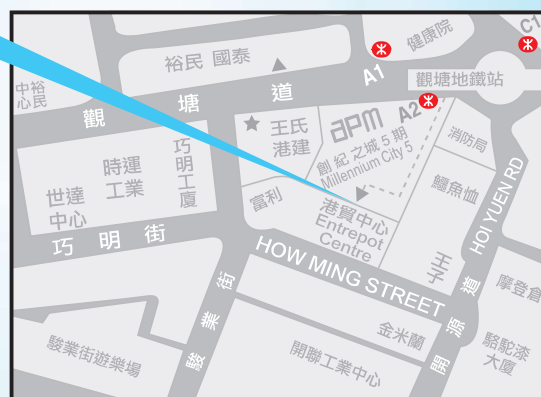 裕民 國泰
健康院
C1
A1
觀塘地鐵站
中裕
心民
觀 塘 道
王氏
港建
apm
A2
創紀之城5期
Millennium City 5
消防局
巧明工廈
時運
工業
世達
中心
富利
港貿中心
Entrepot
Centre
鱷魚恤
HOI YUEN RD
巧 明 街
HOW MING STREET
王子
開源道
摩登倉
駿業街
金米蘭
駱駝漆
大廈
駿業街遊樂場
開聯工業中心